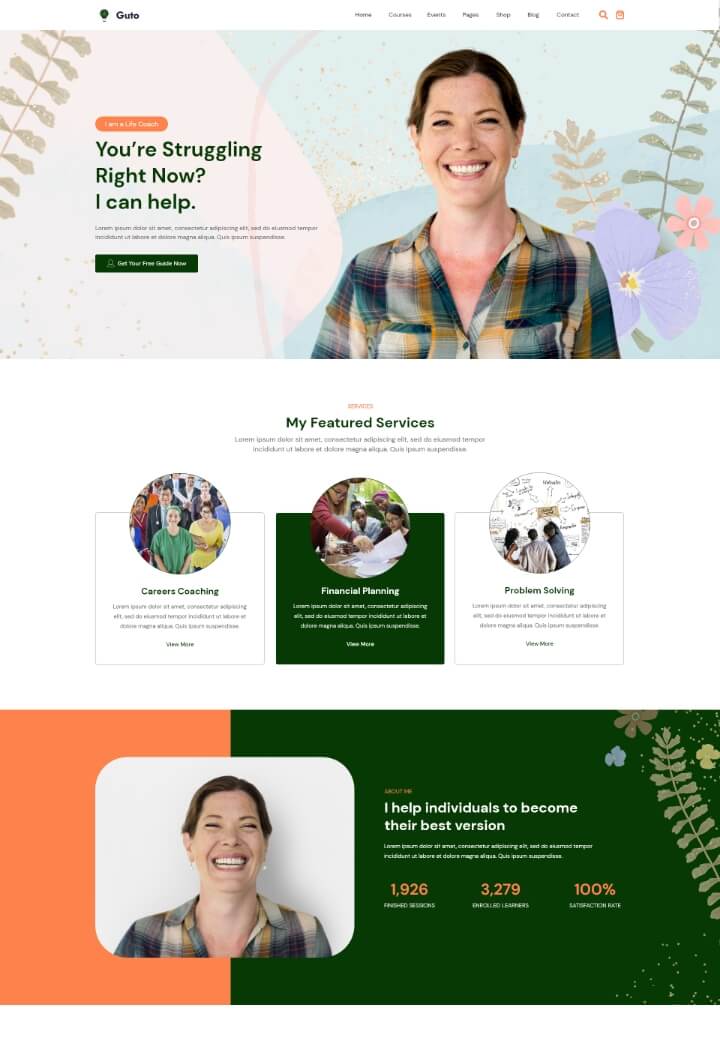 Guto
Home Courses Events Pages Shop Blog Contact
I am a Life Coach
You're Struggling
Right Now?
I can help.
Lorem ipsum dolor sit amet, consectetur adipiscing elit, sed do eiusmod tempor
incididunt ut labore et dolore magna aliqua. Quis ipsum suspendisse.
Get Your Free Guide Now
SERVICES
My Featured Services
Lorem ipsum dolor sit amet, consectetur adipiscing elit, sed do eiusmod tempor
incididunt ut labore et dolore magna aliqua. Quis ipsum suspendisse.
Website
Careers Coaching
Lorem ipsum dolor sit amet, consectetur adipiscing
elit, sed do eiusmod tempor incididunt ut labore et
dolore magna aliqua. Quis ipsum suspendisse.
View More
Financial Planning
Lorem ipsum dolor sit amet, consectetur adipiscing
elit, sed do eiusmod tempor incididunt ut labore et
dolore magna aliqua. Quis ipsum suspendisse.
View More
Problem Solving
Lorem ipsum dolor sit amet, consectetur adipiscing
elit, sed do eiusmod tempor incididunt ut labore et
dolore magna aliqua. Quis ipsum suspendisse.
View More
ABOUT ME
I help individuals to become
their best version
Lorem ipsum dolor sit amet, consectetur adipiscing elit, sed do eiusmod tempor
incididunt ut labore et dolore magna aliqua. Quis ipsum suspendisse.
1,926 3,279 100%
FINISHED SESSIONS ENROLLED LEARNERS SATISFACTION RATE